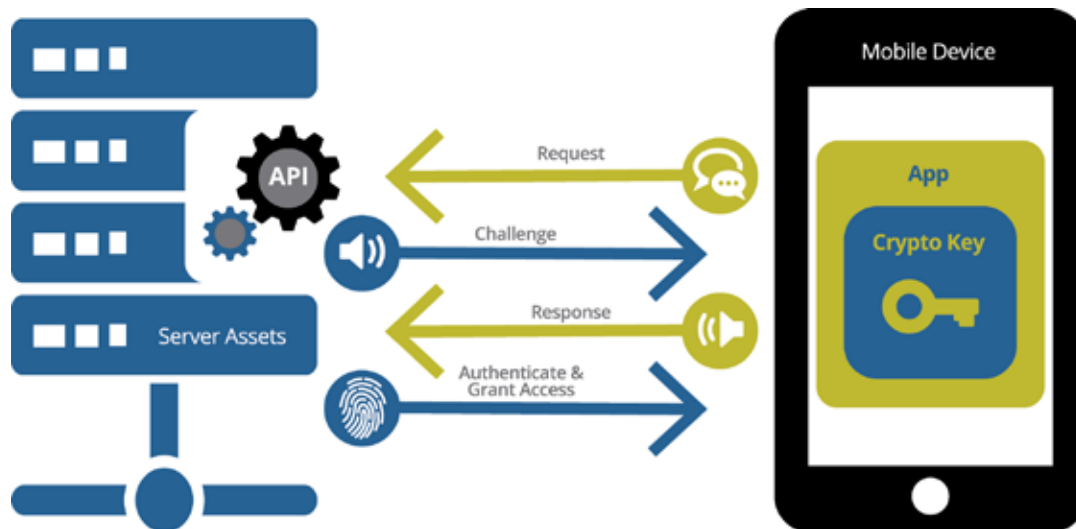 Mobile Device
Request
API
App
Challenge
Crypto Key
Response
Server Assets
Authenticate &
Grant Access